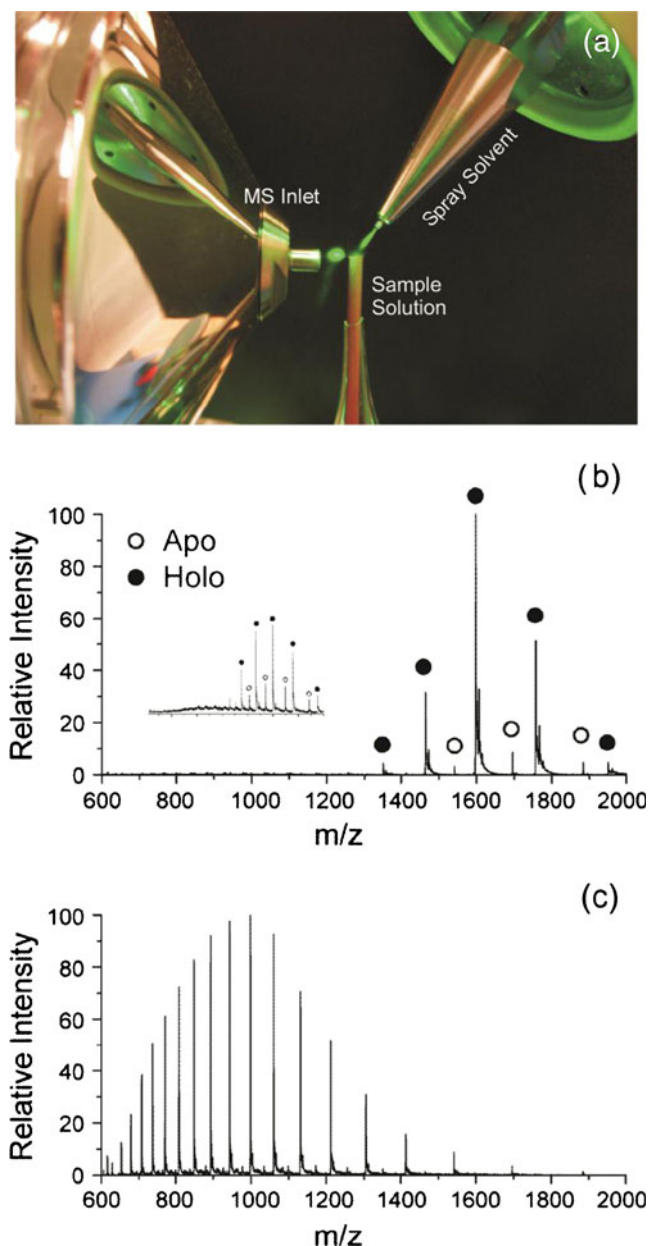 (a)
MS Inlet
Spray Solvent
Sample
Solution
(b)
Relative Intensity
100
80
60
40
20
0
Apo
Holo
600 800 1000 1200 1400 1600 1800 2000
m/z
(c)
Relative Intensity
100
80
60
40
20
0
600 800 1000 1200 1400 1600 1800 2000
m/z